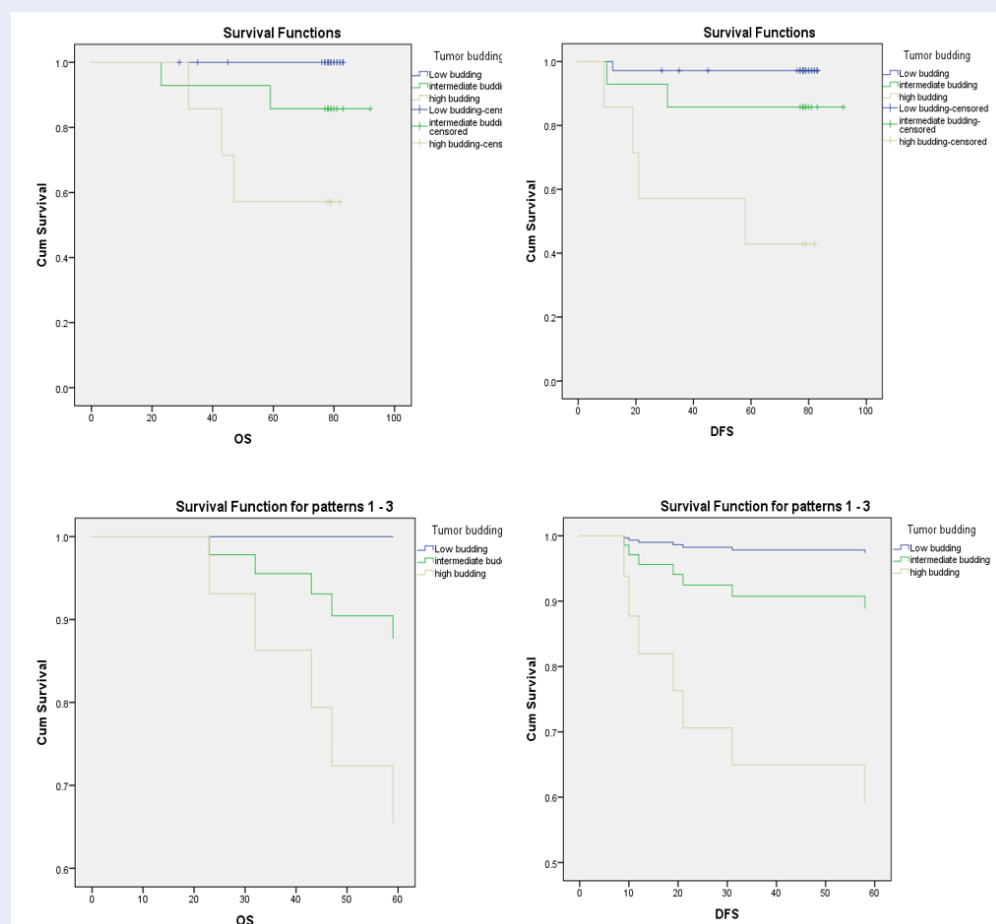 Survival Functions
Tumor budding
Low budding
intermediate buddi
high budding
Low budding-cens
intermediate buddi
censored
high budding-cens
1.0
0.8
0.6
0.4
0.2
0.0
Cum Survival
0 20 40 60 80 100
OS
Survival Functions
Tumor budding
Low budding
intermediate budding
high budding
Low budding-censored
intermediate budding-
censored
high budding-censored
1.0
0.8
0.6
0.4
0.2
0.0
Cum Survival
0 20 40 60 80 100
DFS
Survival Function for patterns 1 - 3
Tumor budding
Low budding
intermediate bud
high budding
1.0
0.9
0.8
0.7
0.6
Cum Survival
0 10 20 30 40 50 60
OS
Survival Function for patterns 1 - 3
Tumor budding
Low budding
intermediate budding
high budding
1.0
0.9
0.8
0.7
0.6
0.5
Cum Survival
0 10 20 30 40 50 60
DFS